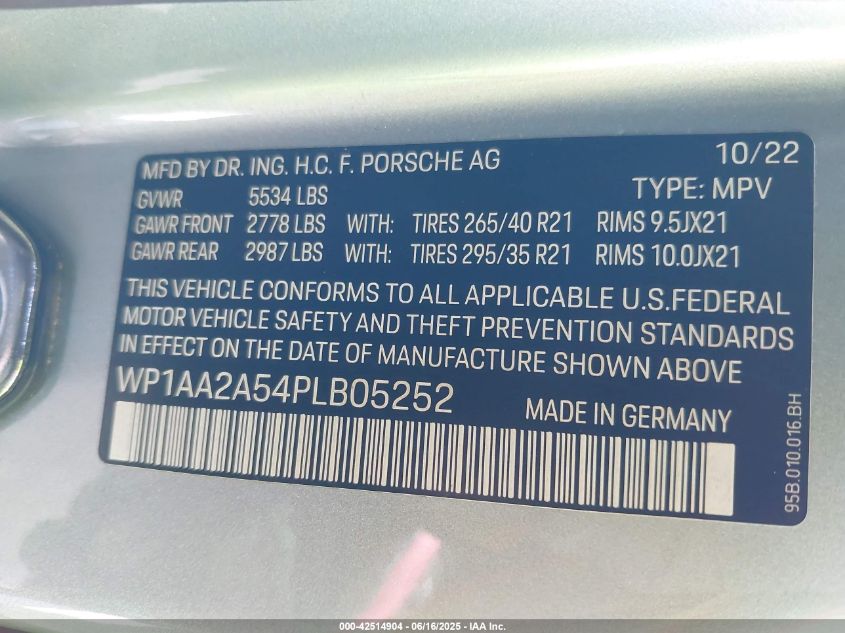 MFD BY DR. ING. H.C. F. PORSCHE AG 10/22
GVWR 5534 LBS TYPE: MPV
GAWR FRONT 2778 LBS WITH: TIRES 265/40 R21 RIMS 9.5JX21
GAWR REAR 2987 LBS WITH: TIRES 295/35 R21 RIMS 10.0JX21
THIS VEHICLE CONFORMS TO ALL APPLICABLE U.S.FEDERAL
MOTOR VEHICLE SAFETY AND THEFT PREVENTION STANDARDS
IN EFFECT ON THE DATE OF MANUFACTURE SHOWN ABOVE
WP1AA2A54PLB05252 MADE IN GERMANY
95B.010.016.BH
000-42514904 - 06/16/2025 - IAA Inc.